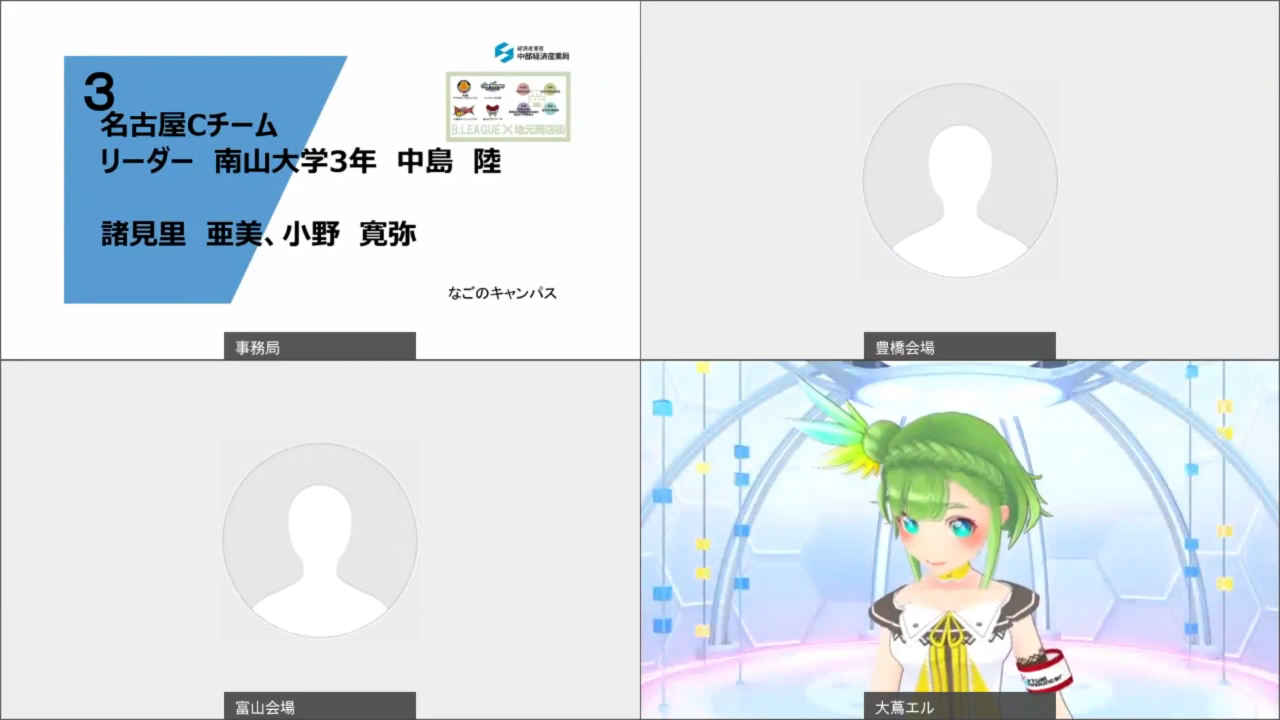 3
名古屋Cチーム
リーダー 南山大学3年 中島 陸
諸見里 亜美、小野 寛弥
なごのキャンパス
経済産業省
中部経済産業局
B.LEAGUE×地元商店街
事務局
豊橋会場
富山会場
大蔦エル